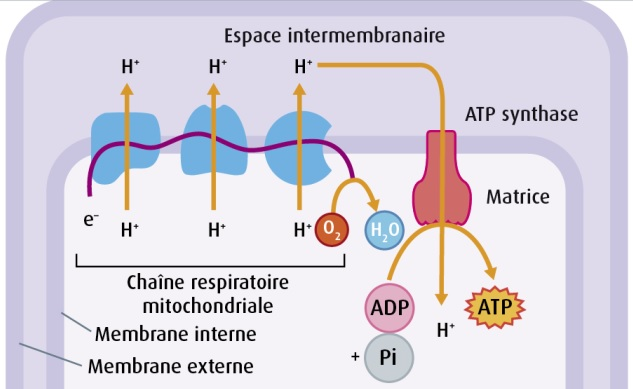 Espace intermembranaire
H⁺ H⁺ H⁺
ATP synthase
Matrice
e⁻
H⁺ H⁺ H⁺
O₂ H₂O
Chaîne respiratoire
mitochondriale
ADP
H⁺
ATP
+ Pi
Membrane interne
Membrane externe